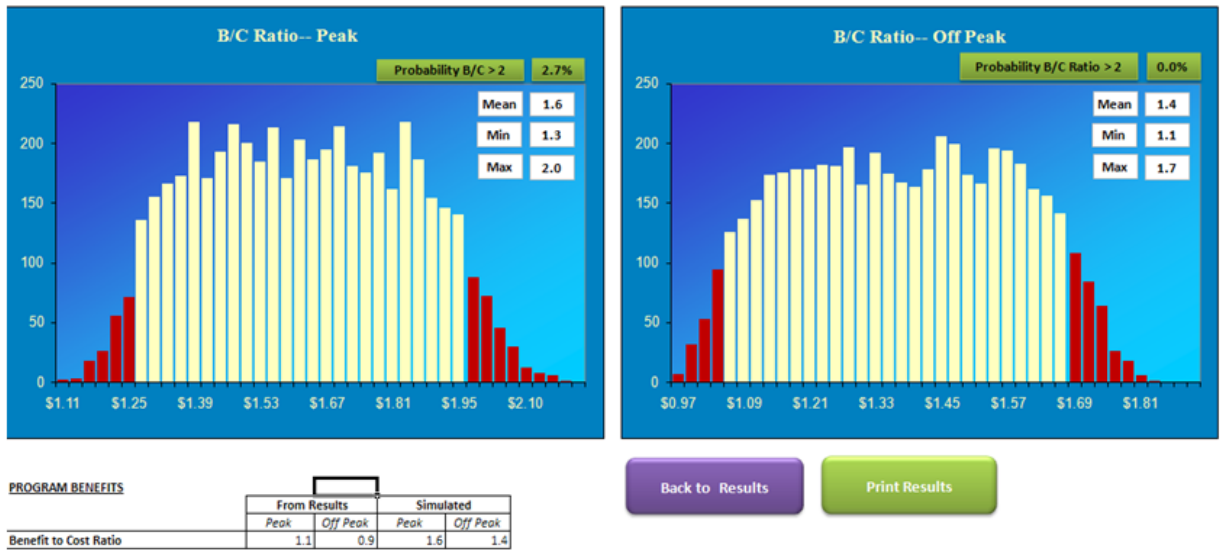 B/C Ratio-- Peak
Probability B/C > 2 2.7%
250
Mean 1.6
200
Min 1.3
Max 2.0
150
100
50
0
$1.11 $1.25 $1.39 $1.53 $1.67 $1.81 $1.95 $2.10
B/C Ratio-- Off Peak
Probability B/C Ratio > 2 0.0%
250
Mean 1.4
200
Min 1.1
Max 1.7
150
100
50
0
$0.97 $1.09 $1.21 $1.33 $1.45 $1.57 $1.69 $1.81
PROGRAM BENEFITS
From Results Simulated
Peak Off Peak Peak Off Peak
Benefit to Cost Ratio 1.1 0.9 1.6 1.4
Back to Results
Print Results